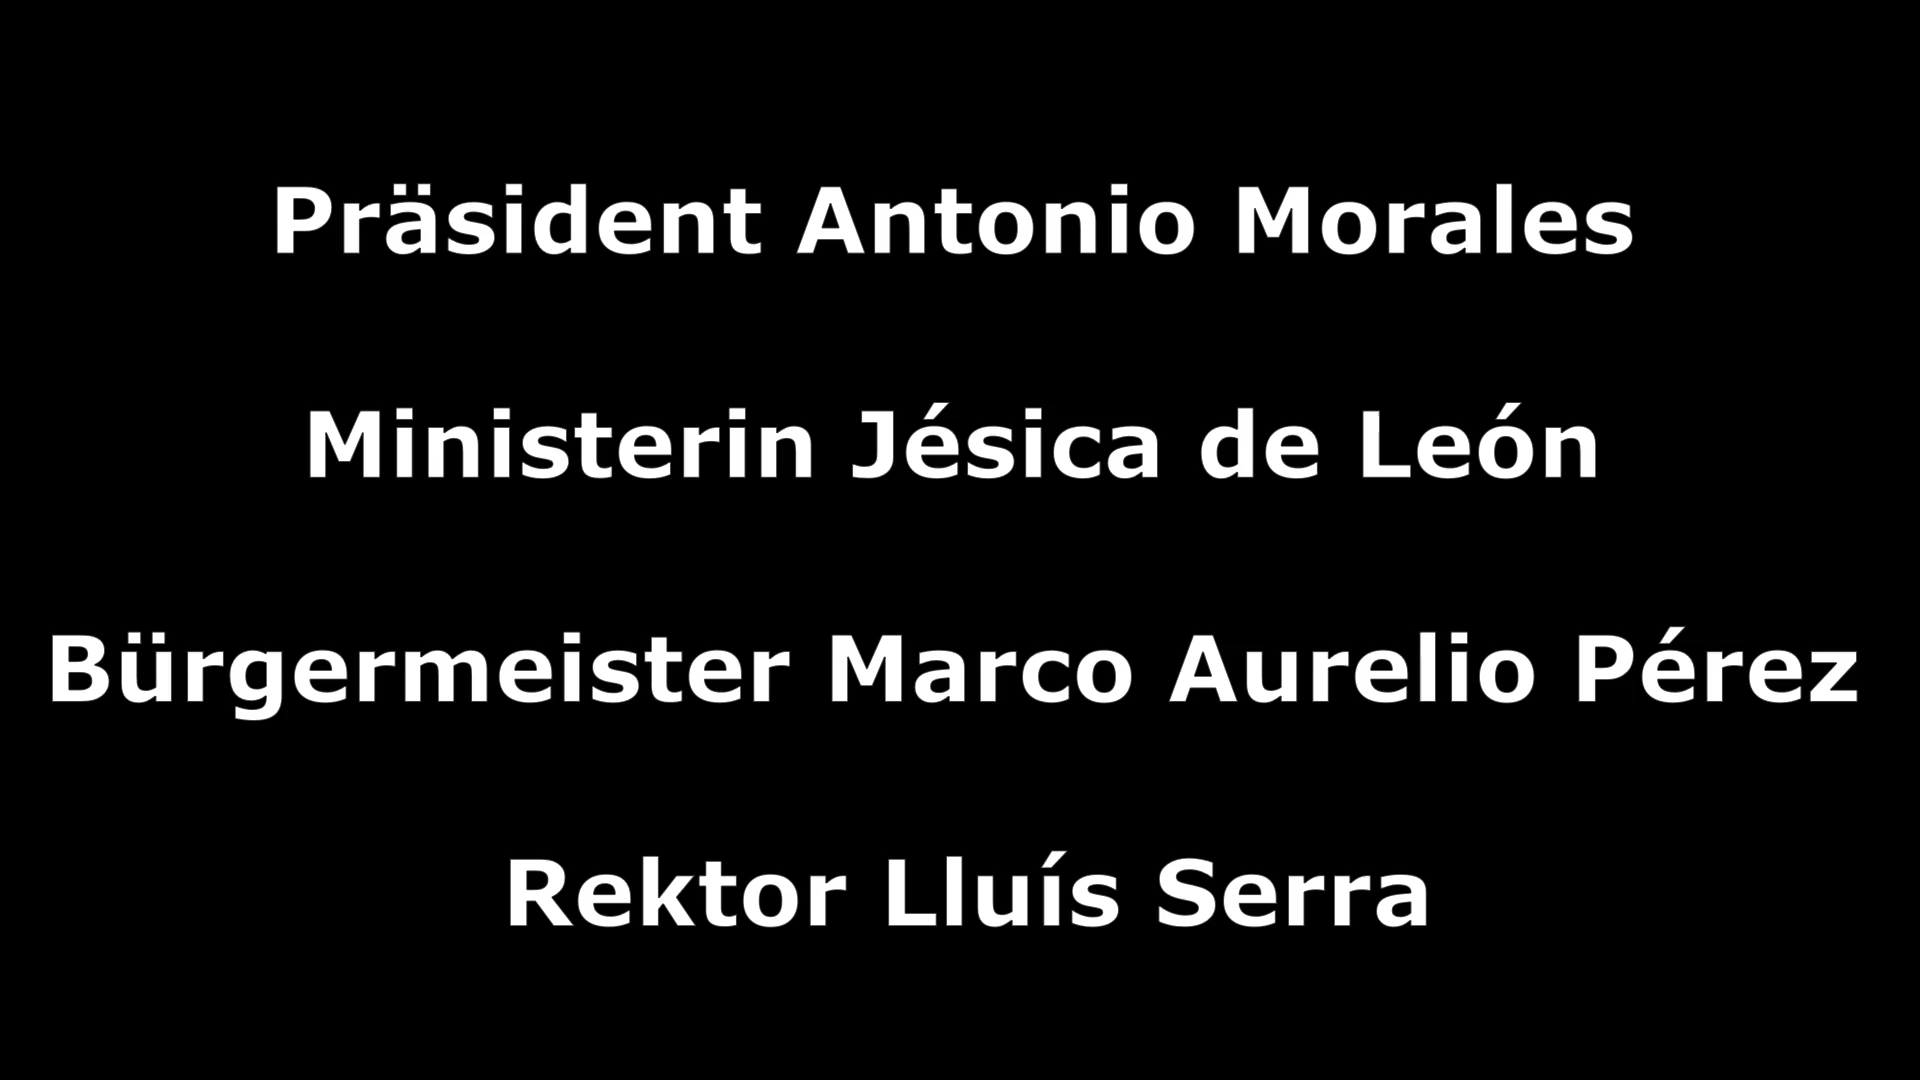 Präsident Antonio Morales
Ministerin Jésica de León
Bürgermeister Marco Aurelio Pérez
Rektor Lluís Serra